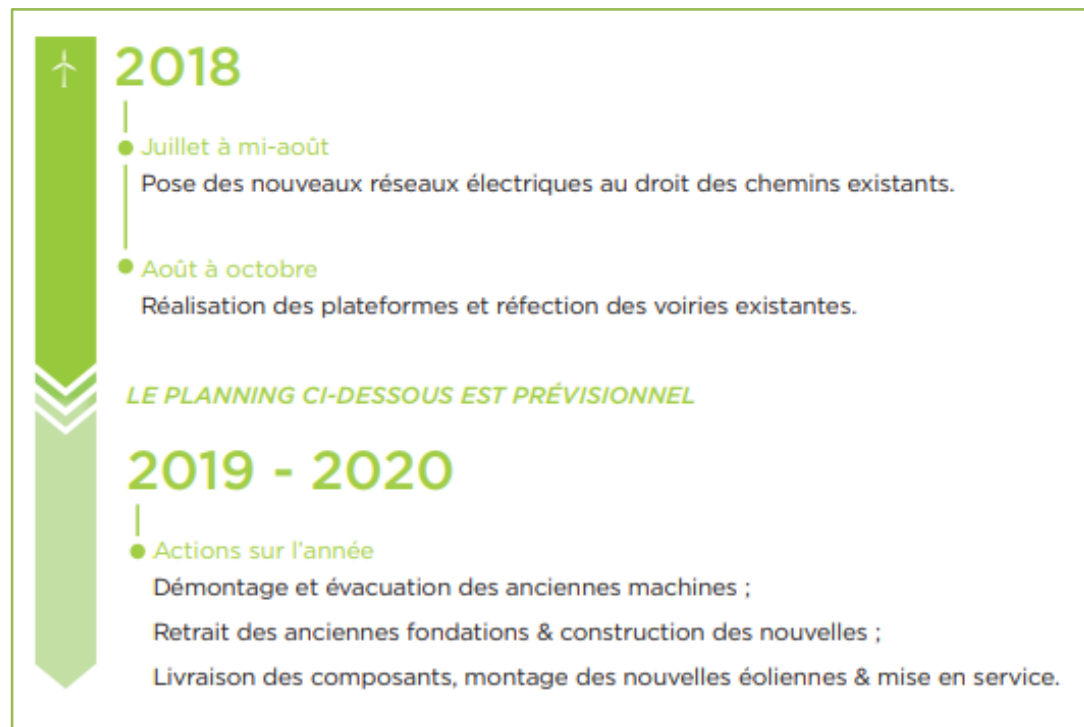 2018
Juillet à mi-août
Pose des nouveaux réseaux électriques au droit des chemins existants.
Août à octobre
Réalisation des plateformes et réfection des voiries existantes.
LE PLANNING CI-DESSOUS EST PRÉVISIONNEL
2019 - 2020
Actions sur l'année
Démontage et évacuation des anciennes machines ;
Retrait des anciennes fondations & construction des nouvelles ;
Livraison des composants, montage des nouvelles éoliennes & mise en service.